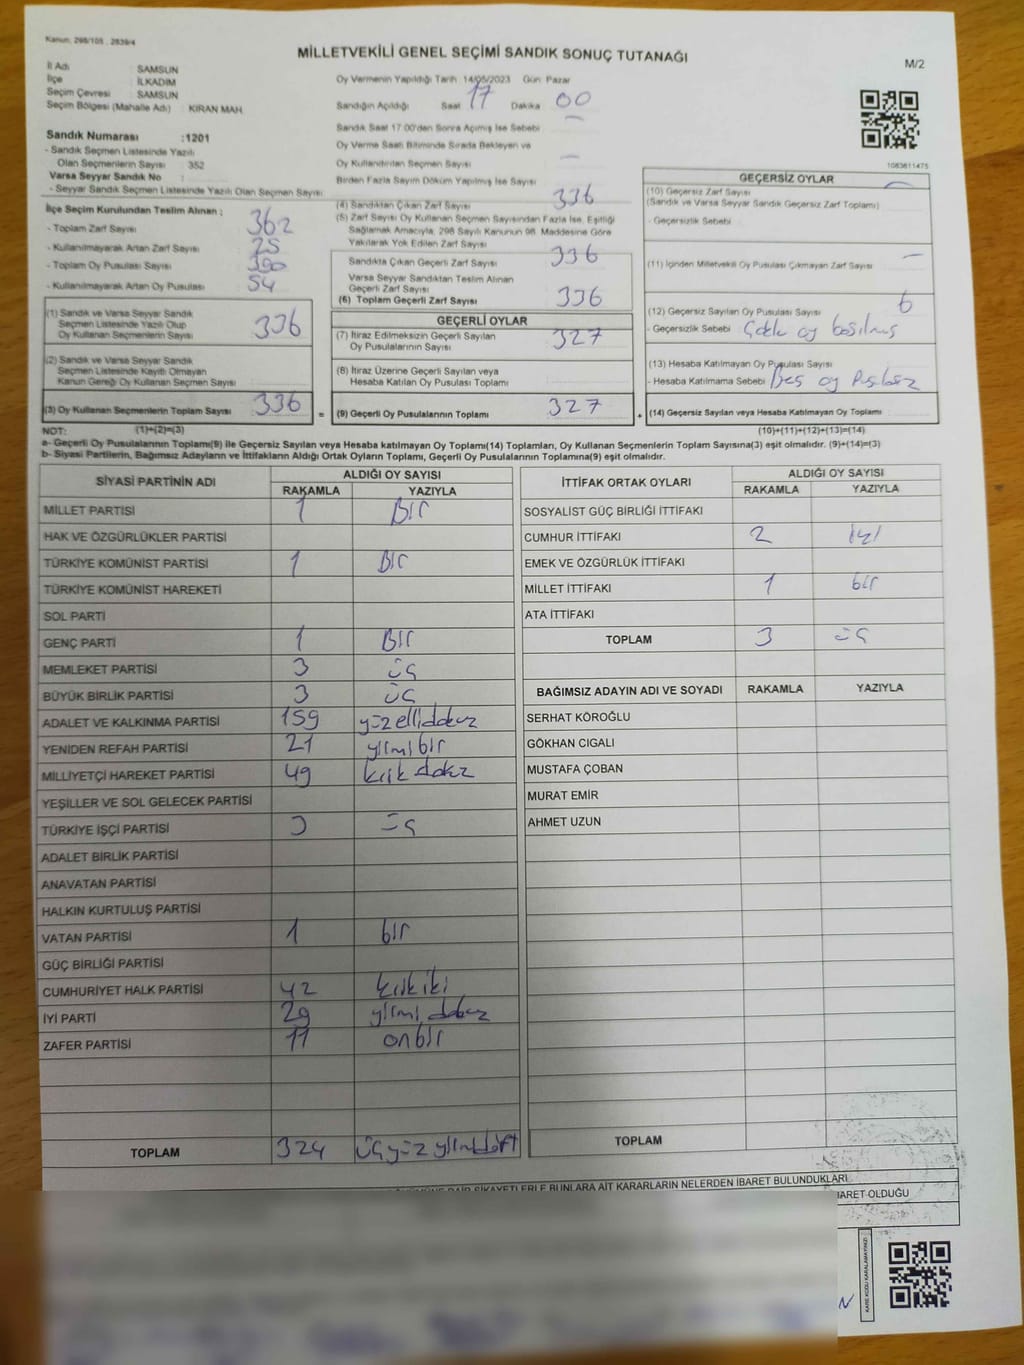 Kanun: 298/105 , 2839/4
MİLLETVEKİLİ GENEL SEÇİMİ SANDIK SONUÇ TUTANAĞI
M/2
İl Adı SAMSUN
İlçe İLKADIM
Seçim Çevresi SAMSUN
Seçim Bölgesi (Mahalle Adı) KIRAN MAH
Oy Vermenin Yapıldığı Tarih 14/05/2023 Gün: Pazar
Sandığın Açıldığı Saat 17 Dakika 00
Sandık Saat 17.00'den Sonra Açılmış İse Sebebi
Oy Verme Saati Bitiminde Sırada Bekleyen ve
Oy Kullandırılan Seçmen Sayısı
Birden Fazla Sayım Döküm Yapılmış İse Sayısı
1083611475
Sandık Numarası :1201
- Sandık Seçmen Listesinde Yazılı
Olan Seçmenlerin Sayısı 352
Varsa Seyyar Sandık No
- Seyyar Sandık Seçmen Listesinde Yazılı Olan Seçmen Sayısı
İlçe Seçim Kurulundan Teslim Alınan :
- Toplam Zarf Sayısı 362
- Kullanılmayarak Artan Zarf Sayısı 25
- Toplam Oy Pusulası Sayısı 390
- Kullanılmayarak Artan Oy Pusulası 54
(1) Sandık ve Varsa Seyyar Sandık
Seçmen Listesinde Yazılı Olup
Oy Kullanan Seçmenlerin Sayısı 336
(2) Sandık ve Varsa Seyyar Sandık
Seçmen Listesinde Kayıtlı Olmayan
Kanun Gereği Oy Kullanan Seçmen Sayısı
(3) Oy Kullanan Seçmenlerin Toplam Sayısı 336 =
(4) Sandıktan Çıkan Zarf Sayısı 336
(5) Zarf Sayısı Oy Kullanan Seçmen Sayısından Fazla İse, Eşitliği
Sağlamak Amacıyla, 298 Sayılı Kanunun 98. Maddesine Göre
Yakılarak Yok Edilen Zarf Sayısı
Sandıkta Çıkan Geçerli Zarf Sayısı 336
Varsa Seyyar Sandıktan Teslim Alınan
Geçerli Zarf Sayısı
(6) Toplam Geçerli Zarf Sayısı 336
GEÇERLİ OYLAR
(7) İtiraz Edilmeksizin Geçerli Sayılan
Oy Pusulalarının Sayısı 327
(8) İtiraz Üzerine Geçerli Sayılan veya
Hesaba Katılan Oy Pusulası Toplamı
(9) Geçerli Oy Pusulalarının Toplamı 327 +
GEÇERSİZ OYLAR
(10) Geçersiz Zarf Sayısı
(Sandık ve Varsa Seyyar Sandık Geçersiz Zarf Toplamı)
- Geçersizlik Sebebi
(11) İçinden Milletvekili Oy Pusulası Çıkmayan Zarf Sayısı
(12) Geçersiz Sayılan Oy Pusulası Sayısı 6
- Geçersizlik Sebebi Çoklu oy basılmış
(13) Hesaba Katılmayan Oy Pusulası Sayısı
- Hesaba Katılmama Sebebi Boş oy
(14) Geçersiz Sayılan veya Hesaba Katılmayan Oy Toplamı
NOT: (1)+(2)=(3) (10)+(11)+(12)+(13)=(14)
a- Geçerli Oy Pusulalarının Toplamı(9) ile Geçersiz Sayılan veya Hesaba katılmayan Oy Toplamı(14) Toplamları, Oy Kullanan Seçmenlerin Toplam Sayısına(3) eşit olmalıdır. (9)+(14)=(3)
b- Siyasi Partilerin, Bağımsız Adayların ve İttifakların Aldığı Ortak Oyların Toplamı, Geçerli Oy Pusulalarının Toplamına(9) eşit olmalıdır.
SİYASİ PARTİNİN ADI ALDIĞI OY SAYISI
RAKAMLA YAZIYLA
MİLLET PARTİSİ 1 Bir
HAK VE ÖZGÜRLÜKLER PARTİSİ
TÜRKİYE KOMÜNİST PARTİSİ 1 Bir
TÜRKİYE KOMÜNİST HAREKETİ
SOL PARTİ
GENÇ PARTİ 1 Bir
MEMLEKET PARTİSİ 3 üç
BÜYÜK BİRLİK PARTİSİ 3 üç
ADALET VE KALKINMA PARTİSİ 159 yüzellidokuz
YENİDEN REFAH PARTİSİ 21 yirmi bir
MİLLİYETÇİ HAREKET PARTİSİ 49 kırk dokuz
YEŞİLLER VE SOL GELECEK PARTİSİ
TÜRKİYE İŞÇİ PARTİSİ 3 üç
ADALET BİRLİK PARTİSİ
ANAVATAN PARTİSİ
HALKIN KURTULUŞ PARTİSİ
VATAN PARTİSİ 1 bir
GÜÇ BİRLİĞİ PARTİSİ
CUMHURİYET HALK PARTİSİ 42 kırk iki
İYİ PARTİ 29 yirmi dokuz
ZAFER PARTİSİ 11 onbir
TOPLAM 324 üçyüz yirmidört
İTTİFAK ORTAK OYLARI ALDIĞI OY SAYISI
RAKAMLA YAZIYLA
SOSYALİST GÜÇ BİRLİĞİ İTTİFAKI
CUMHUR İTTİFAKI 2 iki
EMEK VE ÖZGÜRLÜK İTTİFAKI
MİLLET İTTİFAKI 1 bir
ATA İTTİFAKI
TOPLAM 3 üç
BAĞIMSIZ ADAYIN ADI VE SOYADI RAKAMLA YAZIYLA
SERHAT KÖROĞLU
GÖKHAN CIGALI
MUSTAFA ÇOBAN
MURAT EMİR
AHMET UZUN
TOPLAM
DAİR ŞİKAYETLERLE BUNLARA AİT KARARLARIN NELERDEN İBARET BULUNDUKLARI
İBARET OLDUĞU
KARE KODU KARALAMAYINIZ!